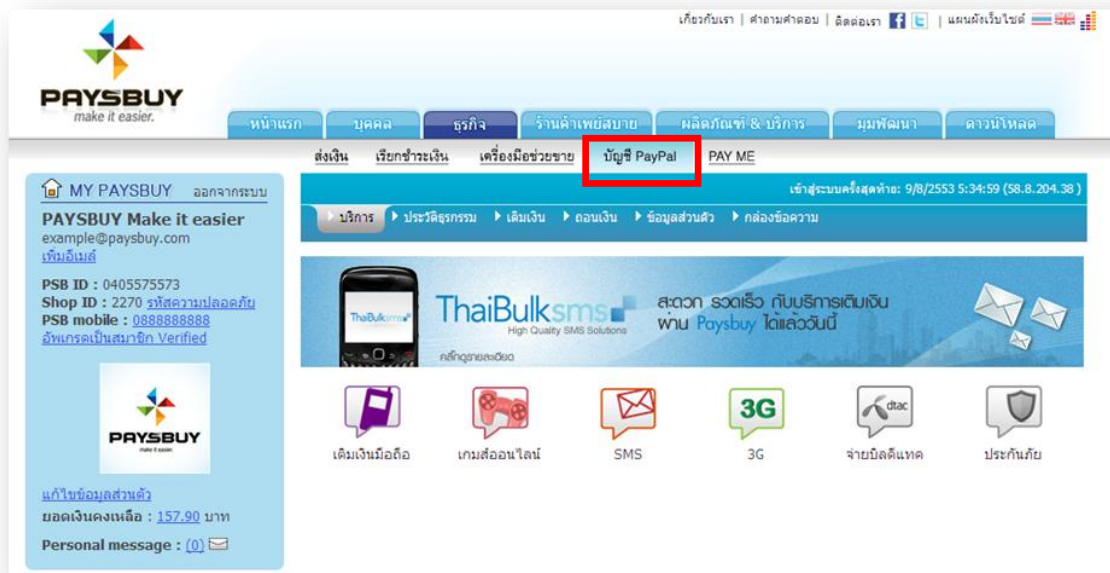 เกี่ยวกับเรา | คำถามคำตอบ | ติดต่อเรา | แผนผังเว็บไซต์
PAYSBUY
make it easier.
หน้าแรก บุคคล ธุรกิจ ร้านค้าเพย์สบาย ผลิตภัณฑ์ & บริการ มุมพัฒนา ดาวน์โหลด
ส่งเงิน เรียกชำระเงิน เครื่องมือช่วยขาย บัญชี PayPal PAY ME
MY PAYSBUY ออกจากระบบ
เข้าสู่ระบบครั้งสุดท้าย: 9/8/2553 5:34:59 (58.8.204.38 )
บริการ ประวัติธุรกรรม เติมเงิน ถอนเงิน ข้อมูลส่วนตัว กล่องข้อความ
PAYSBUY Make it easier
example@paysbuy.com
เพิ่มอีเมล์
PSB ID : 0405575573
Shop ID : 2270 รหัสความปลอดภัย
PSB mobile : 0888888888
อัพเกรดเป็นสมาชิก Verified
ThaiBulksms
ThaiBulksms
High Quality SMS Solutions
คลิ๊กดูรายละเอียด
สะดวก รวดเร็ว กับบริการเติมเงิน
ผ่าน Paysbuy ได้แล้ววันนี้
3G
dtac
เติมเงินมือถือ เกมส์ออนไลน์ SMS 3G จ่ายบิลดีแทค ประกันภัย
PAYSBUY
make it easier.
แก้ไขข้อมูลส่วนตัว
ยอดเงินคงเหลือ : 157.90 บาท
Personal message : (0)